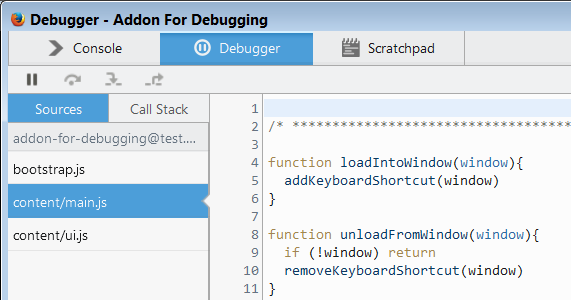 Debugger - Addon For Debugging
Console Debugger Scratchpad
Sources Call Stack
addon-for-debugging@test....
bootstrap.js
content/main.js
content/ui.js
1
2 /* **************************************
3
4 function loadIntoWindow(window){
5 addKeyboardShortcut(window)
6 }
7
8 function unloadFromWindow(window){
9 if (!window) return
10 removeKeyboardShortcut(window)
11 }